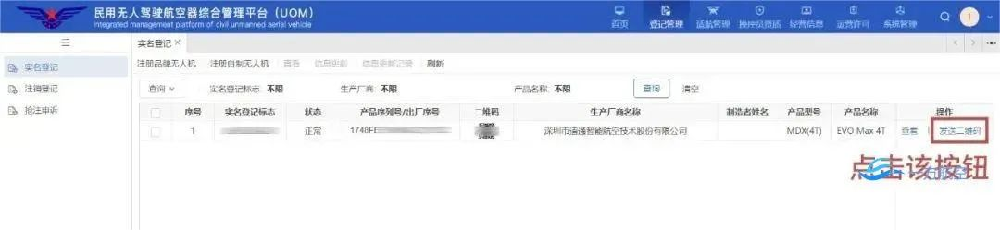 民用无人驾驶航空器综合管理平台（UOM）
Integrated management platform of civil unmanned aerial vehicle
首页 登记管理 适航管理 操控员资质 经营信息 运营许可 系统管理
1
实名登记
注销登记
抢注申诉
实名登记 ×
注册品牌无人机 注册自制无人机 查看 信息更新 信息更新记录 刷新
查询 实名登记标志: 不限 生产厂商: 不限 产品名称: 不限 查询 清空
序号 实名登记标志 状态 产品序列号/出厂序号 二维码 生产厂商名称 制造者姓名 产品型号 产品名称 操作
1 正常 1748FE 深圳市道通智能航空技术股份有限公司 MDX(4T) EVO Max 4T 查看 发送二维码
点击该按钮